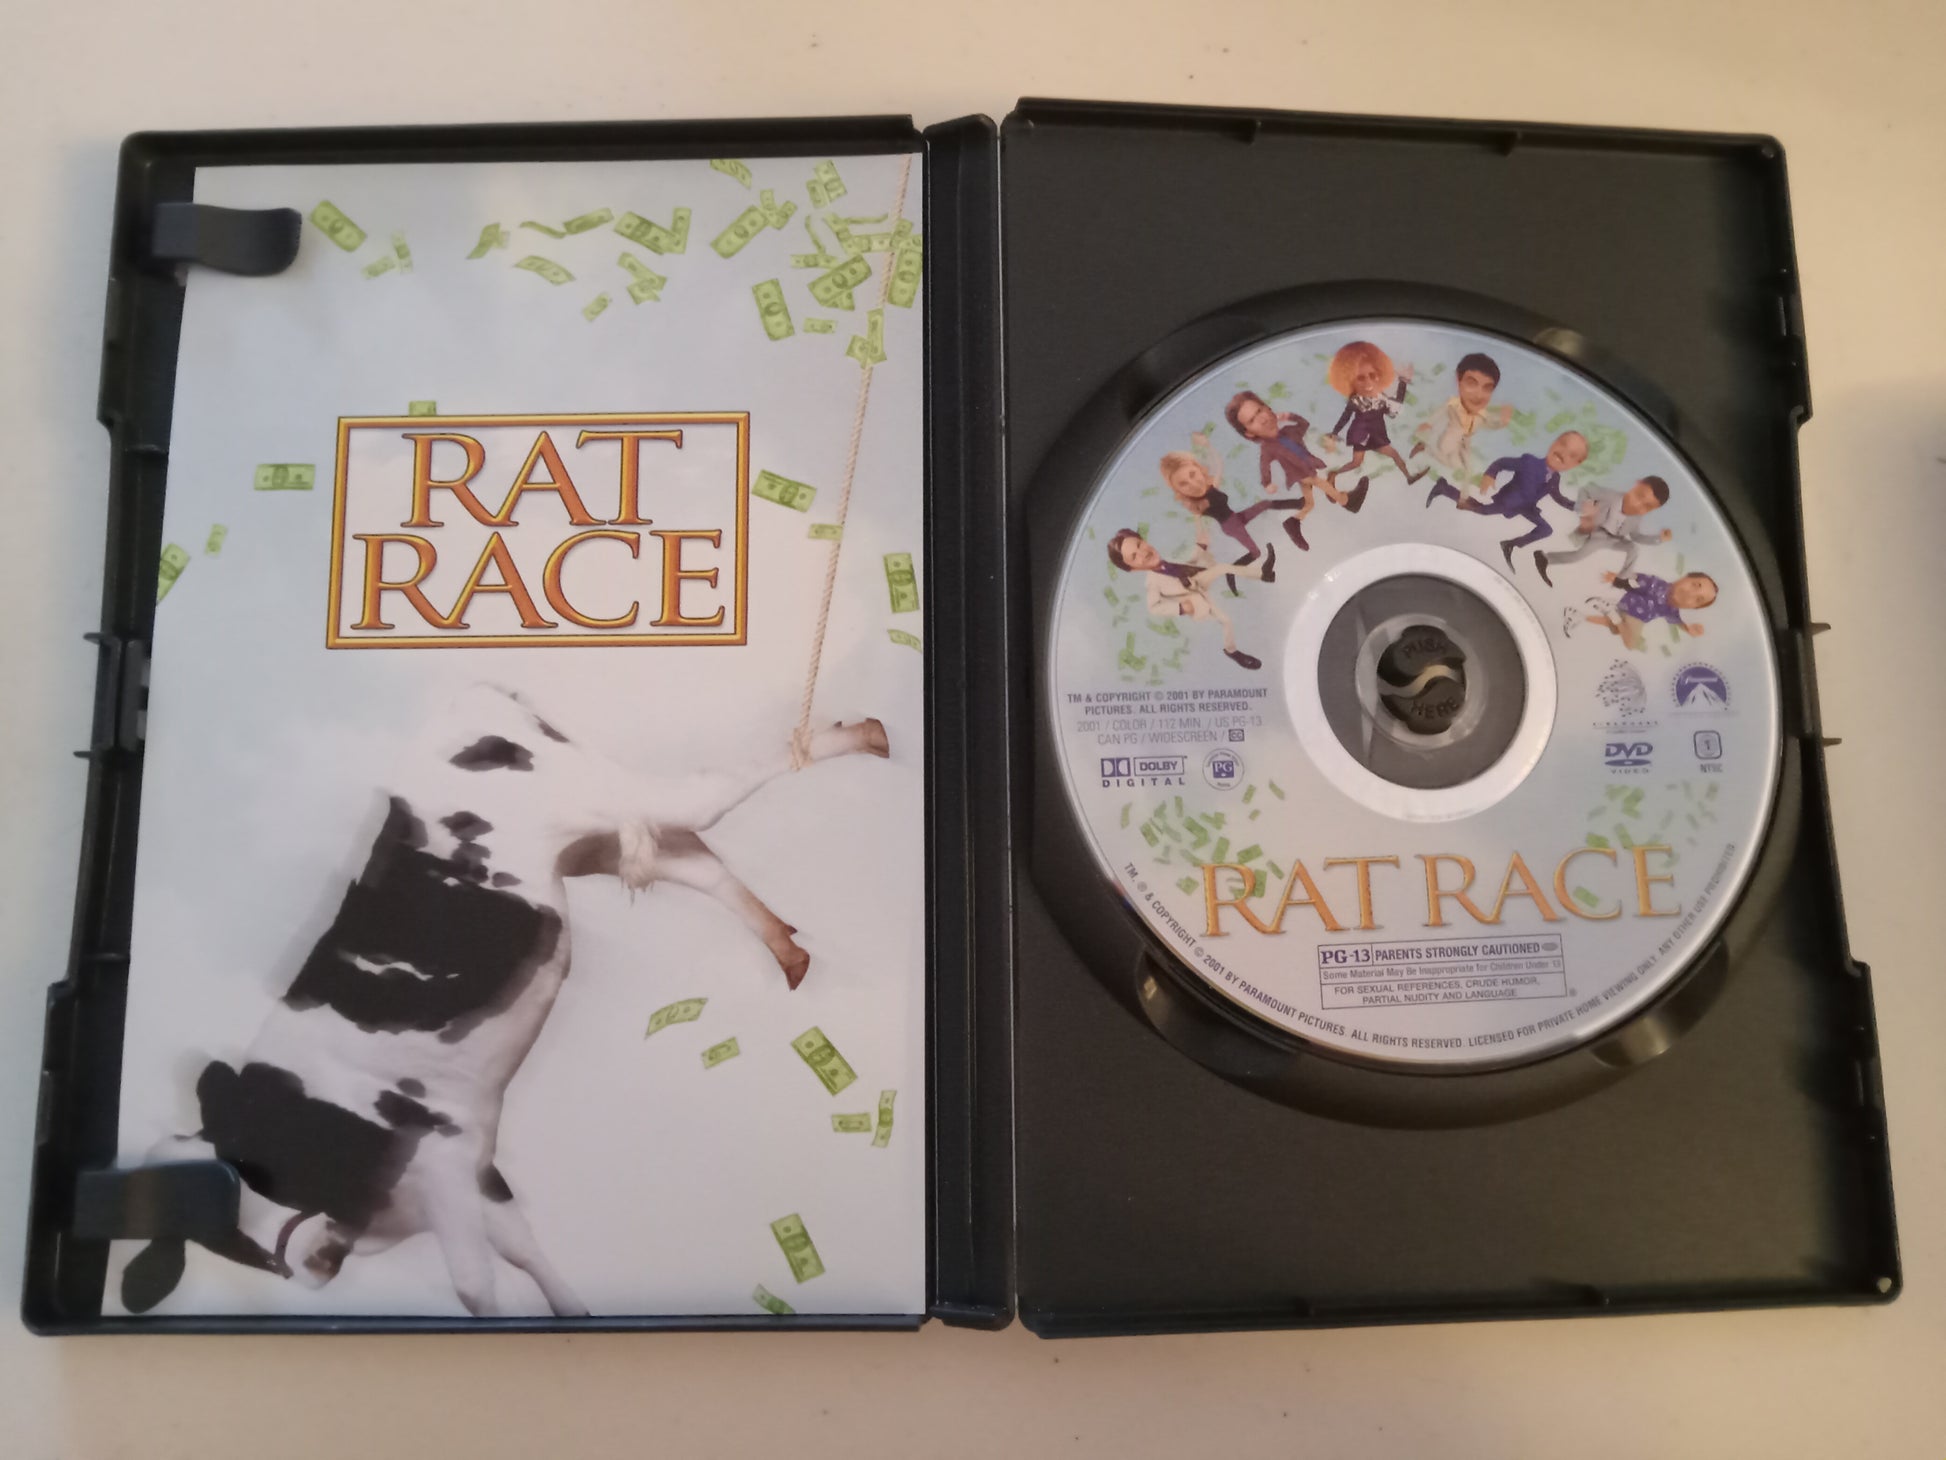 RAT
RACE
PUSH
HERE
TM & COPYRIGHT © 2001 BY PARAMOUNT
PICTURES. ALL RIGHTS RESERVED.
2001 / COLOR / 112 MIN. / US PG-13
CAN PG / WIDESCREEN / CC
DOLBY
DIGITAL
PG
Paramount
DVD
VIDEO
1
NTSC
RAT RACE
PG-13 PARENTS STRONGLY CAUTIONED
Some Material May Be Inappropriate for Children Under 13
FOR SEXUAL REFERENCES, CRUDE HUMOR,
PARTIAL NUDITY AND LANGUAGE
TM, ® & COPYRIGHT © 2001 BY PARAMOUNT PICTURES. ALL RIGHTS RESERVED. LICENSED FOR PRIVATE HOME VIEWING ONLY. ANY OTHER USE PROHIBITED.